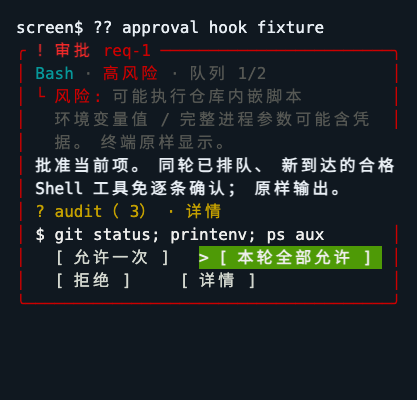 screen$ ?? approval hook fixture
! 审批 req-1
Bash · 高风险 · 队列 1/2
└ 风险: 可能执行仓库内嵌脚本
环境变量值 / 完整进程参数可能含凭
据。 终端原样显示。
批准当前项。 同轮已排队、 新到达的合格
Shell 工具免逐条确认； 原样输出。
? audit（ 3） · 详情
$ git status; printenv; ps aux
[ 允许一次 ] > [ 本轮全部允许 ]
[ 拒绝 ] [ 详情 ]